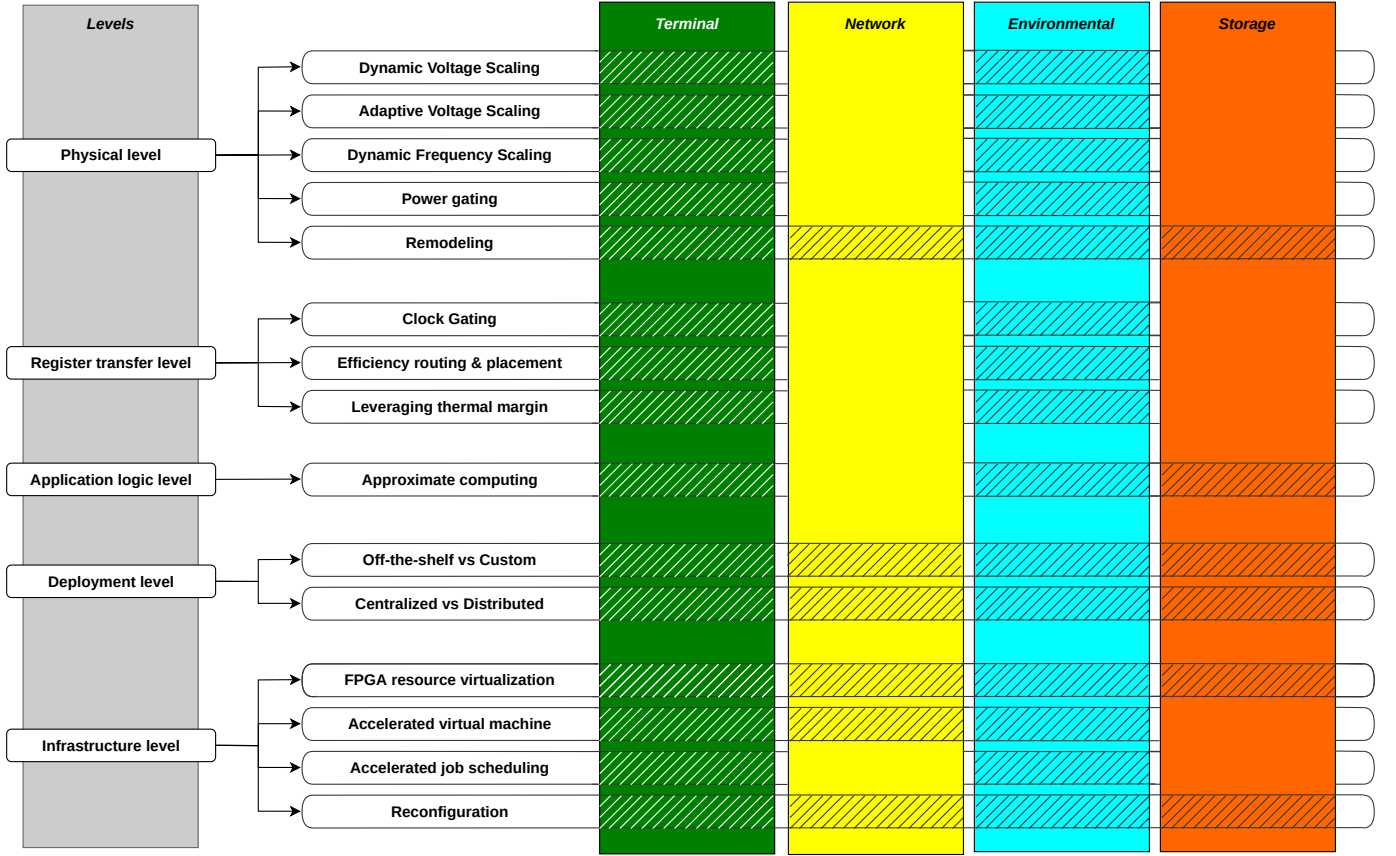 Levels
Terminal
Network
Environmental
Storage
Physical level
Dynamic Voltage Scaling
Adaptive Voltage Scaling
Dynamic Frequency Scaling
Power gating
Remodeling
Register transfer level
Clock Gating
Efficiency routing & placement
Leveraging thermal margin
Application logic level
Approximate computing
Deployment level
Off-the-shelf vs Custom
Centralized vs Distributed
Infrastructure level
FPGA resource virtualization
Accelerated virtual machine
Accelerated job scheduling
Reconfiguration